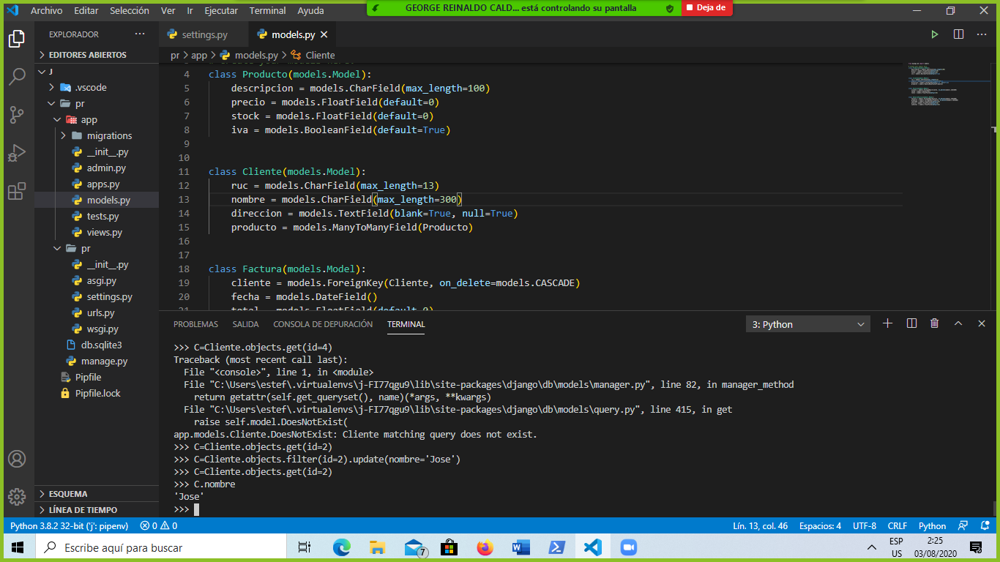 Archivo Editar Selección Ver Ir Ejecutar Terminal Ayuda
GEORGE REINALDO CALD... está controlando su pantalla
Deja de
EXPLORADOR
EDITORES ABIERTOS
J
.vscode
pr
app
migrations
__init__.py
admin.py
apps.py
models.py
tests.py
views.py
pr
__init__.py
asgi.py
settings.py
urls.py
wsgi.py
db.sqlite3
manage.py
Pipfile
Pipfile.lock
ESQUEMA
LÍNEA DE TIEMPO
settings.py models.py
pr > app > models.py > Cliente
4 class Producto(models.Model):
5 descripcion = models.CharField(max_length=100)
6 precio = models.FloatField(default=0)
7 stock = models.FloatField(default=0)
8 iva = models.BooleanField(default=True)
9
10
11 class Cliente(models.Model):
12 ruc = models.CharField(max_length=13)
13 nombre = models.CharField(max_length=300)
14 direccion = models.TextField(blank=True, null=True)
15 producto = models.ManyToManyField(Producto)
16
17
18 class Factura(models.Model):
19 cliente = models.ForeignKey(Cliente, on_delete=models.CASCADE)
20 fecha = models.DateField()
21 total = models.FloatField(default=0)
PROBLEMAS SALIDA CONSOLA DE DEPURACIÓN TERMINAL 3: Python
>>> C=Cliente.objects.get(id=4)
Traceback (most recent call last):
File "<console>", line 1, in <module>
File "C:\Users\estef\.virtualenvs\j-FI77qgu9\lib\site-packages\django\db\models\manager.py", line 82, in manager_method
return getattr(self.get_queryset(), name)(*args, **kwargs)
File "C:\Users\estef\.virtualenvs\j-FI77qgu9\lib\site-packages\django\db\models\query.py", line 415, in get
raise self.model.DoesNotExist(
app.models.Cliente.DoesNotExist: Cliente matching query does not exist.
>>> C=Cliente.objects.get(id=2)
>>> C=Cliente.objects.filter(id=2).update(nombre='Jose')
>>> C=Cliente.objects.get(id=2)
>>> C.nombre
'Jose'
>>>
Python 3.8.2 32-bit ('j': pipenv) 0 0 Lín. 13, col. 46 Espacios: 4 UTF-8 CRLF Python
Escribe aquí para buscar
7
ESP
US
2:25
03/08/2020